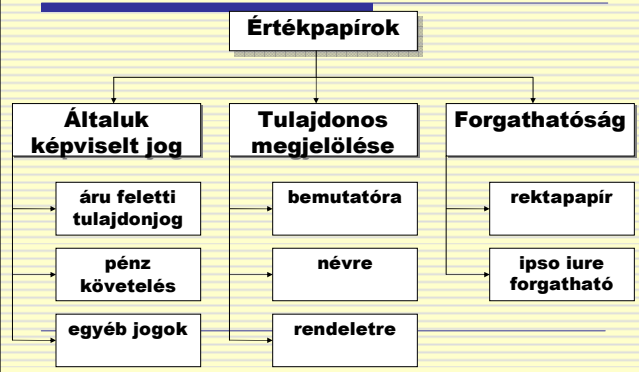 Értékpapírok
Általuk
képviselt jog
áru feletti
tulajdonjog
pénz
követelés
egyéb jogok
Tulajdonos
megjelölése
bemutatóra
névre
rendeletre
Forgathatóság
rektapapír
ipso iure
forgatható